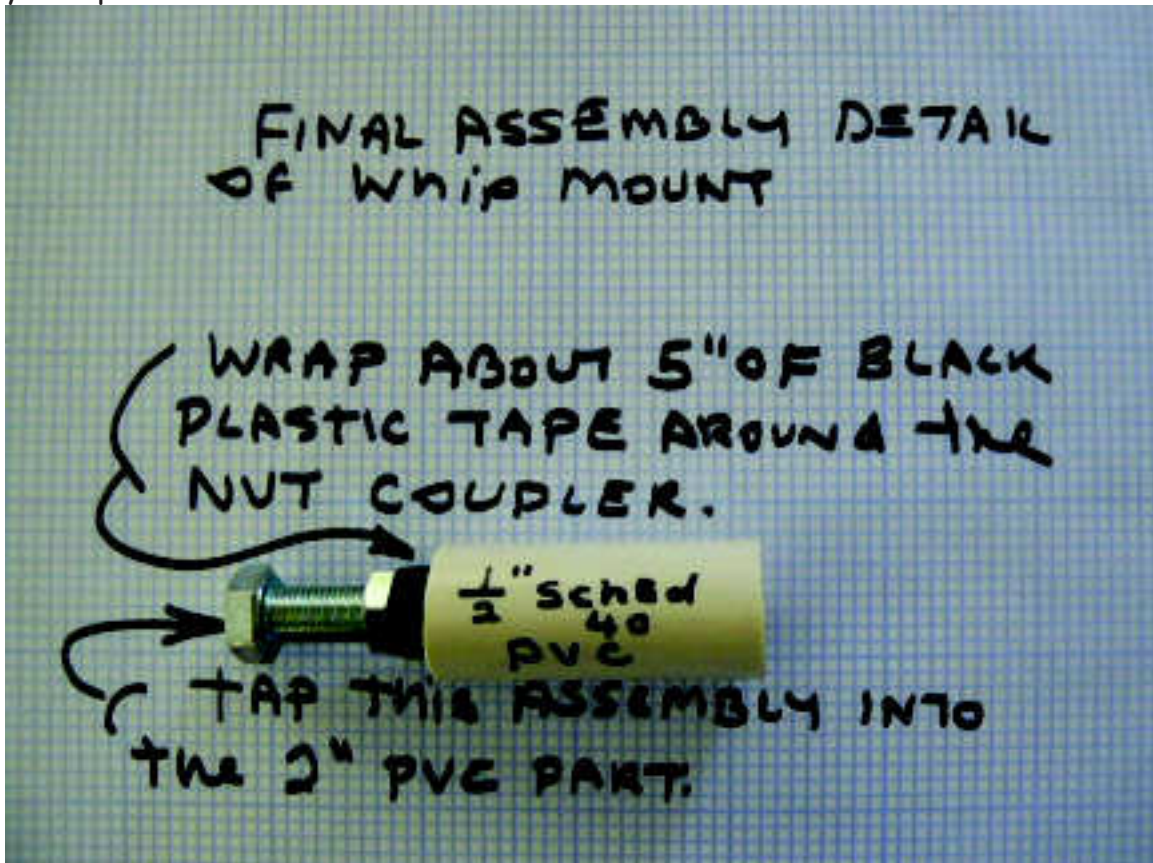 FINAL ASSEMBLY DETAIL
OF WHIP MOUNT
WRAP ABOUT 5" OF BLACK
PLASTIC TAPE AROUND the
NUT COUPLER.
1/2" Sched
40
PVC
TAP THIS ASSEMBLY INTO
the 2" PVC PART.